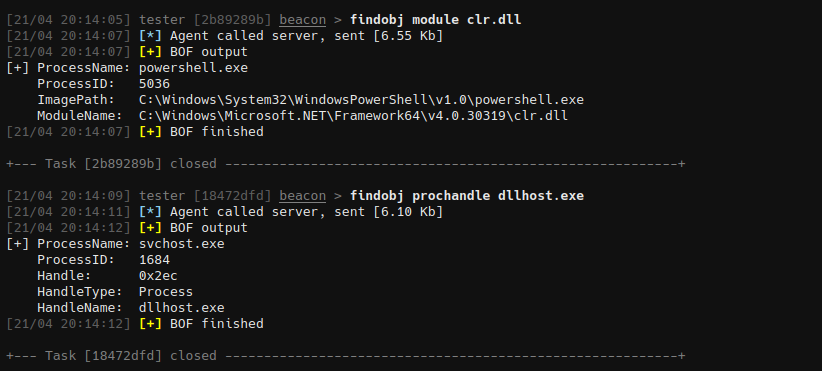 [21/04 20:14:05] tester [2b89289b] beacon > findobj module clr.dll
[21/04 20:14:07] [*] Agent called server, sent [6.55 Kb]
[21/04 20:14:07] [+] BOF output
[+] ProcessName: powershell.exe
    ProcessID:   5036
    ImagePath:   C:\Windows\System32\WindowsPowerShell\v1.0\powershell.exe
    ModuleName:  C:\Windows\Microsoft.NET\Framework64\v4.0.30319\clr.dll
[21/04 20:14:07] [+] BOF finished
+--- Task [2b89289b] closed ----------------------------------------------------------+
[21/04 20:14:09] tester [18472dfd] beacon > findobj prochandle dllhost.exe
[21/04 20:14:11] [*] Agent called server, sent [6.10 Kb]
[21/04 20:14:12] [+] BOF output
[+] ProcessName: svchost.exe
    ProcessID:   1684
    Handle:      0x2ec
    HandleType:  Process
    HandleName:  dllhost.exe
[21/04 20:14:12] [+] BOF finished
+--- Task [18472dfd] closed ----------------------------------------------------------+